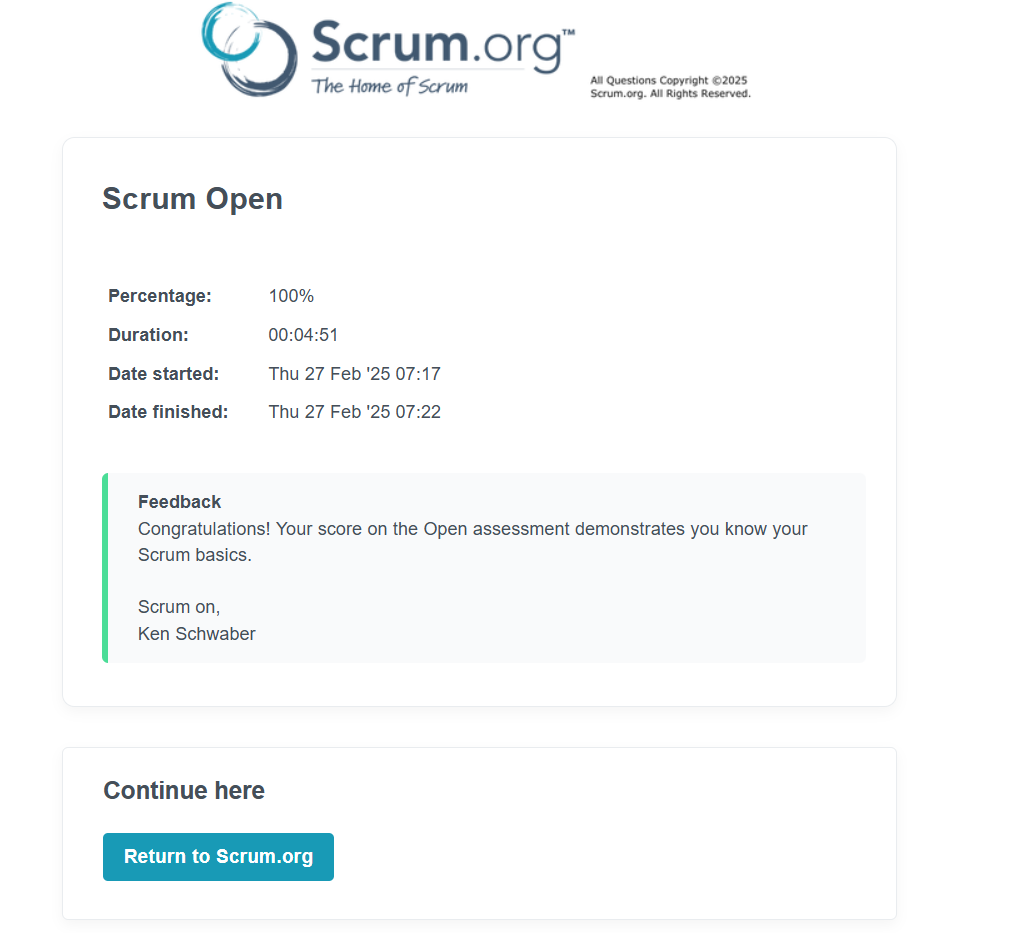 Scrum.org™
The Home of Scrum
All Questions Copyright ©2025
Scrum.org. All Rights Reserved.
Scrum Open
Percentage: 100%
Duration: 00:04:51
Date started: Thu 27 Feb '25 07:17
Date finished: Thu 27 Feb '25 07:22
Feedback
Congratulations! Your score on the Open assessment demonstrates you know your
Scrum basics.
Scrum on,
Ken Schwaber
Continue here
Return to Scrum.org